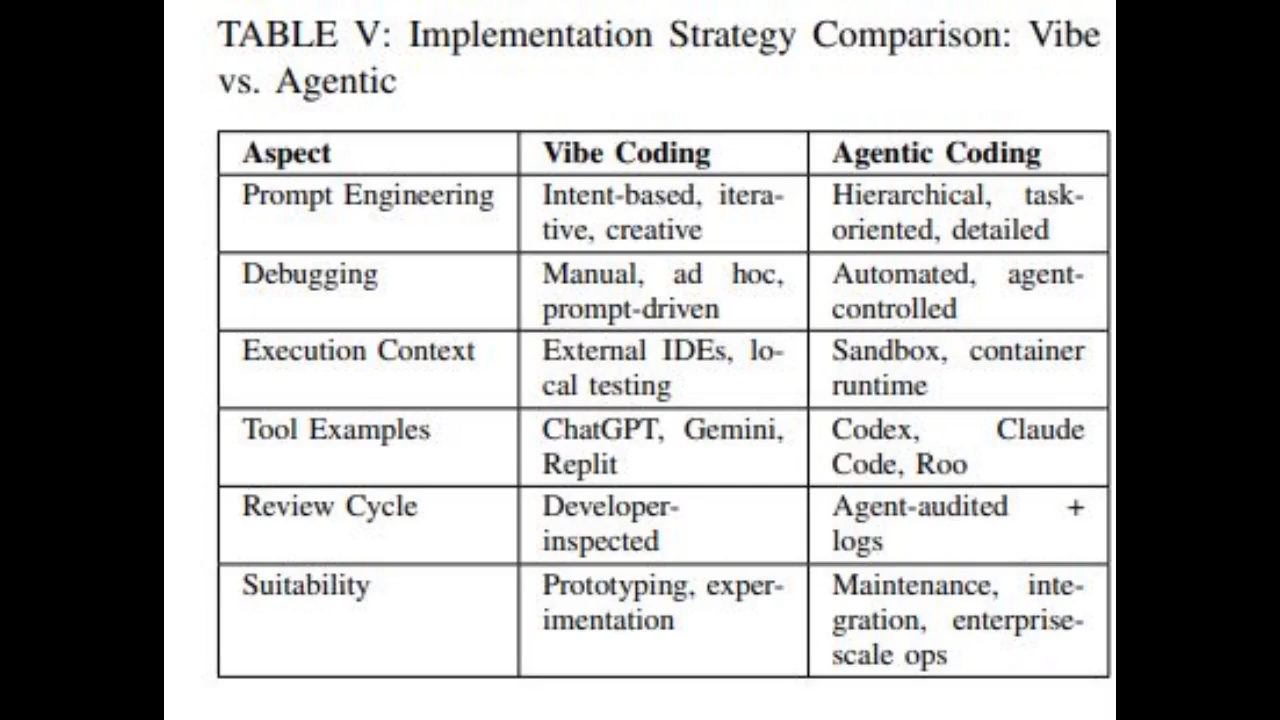 TABLE V: Implementation Strategy Comparison: Vibe
vs. Agentic
Aspect Vibe Coding Agentic Coding
Prompt Engineering Intent-based, itera- Hierarchical, task-
tive, creative oriented, detailed
Debugging Manual, ad hoc, Automated, agent-
prompt-driven controlled
Execution Context External IDEs, lo- Sandbox, container
cal testing runtime
Tool Examples ChatGPT, Gemini, Codex, Claude
Replit Code, Roo
Review Cycle Developer- Agent-audited +
inspected logs
Suitability Prototyping, exper- Maintenance, inte-
imentation gration, enterprise-
scale ops